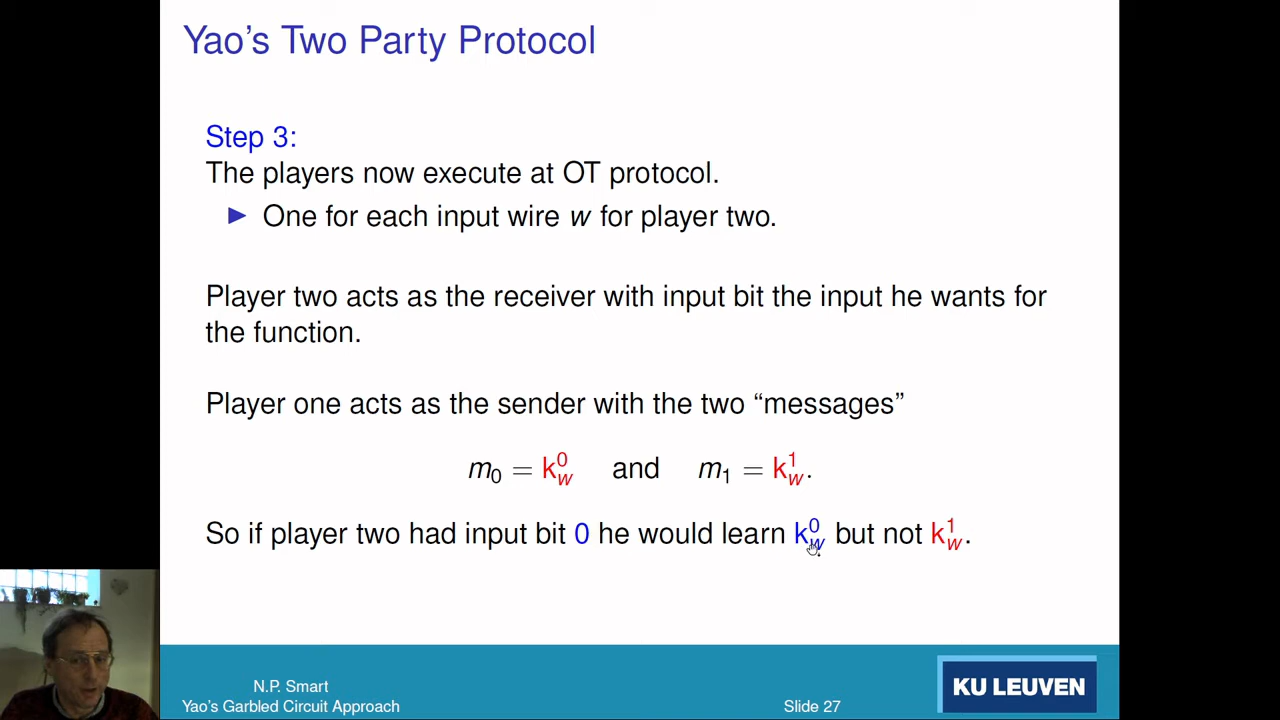 Yao's Two Party Protocol
Step 3:
The players now execute at OT protocol.
▶ One for each input wire w for player two.
Player two acts as the receiver with input bit the input he wants for
the function.
Player one acts as the sender with the two “messages”
m₀ = k⁰_w and m₁ = k¹_w.
So if player two had input bit 0 he would learn k⁰_w but not k¹_w.
N.P. Smart
Yao's Garbled Circuit Approach
Slide 27
KU LEUVEN